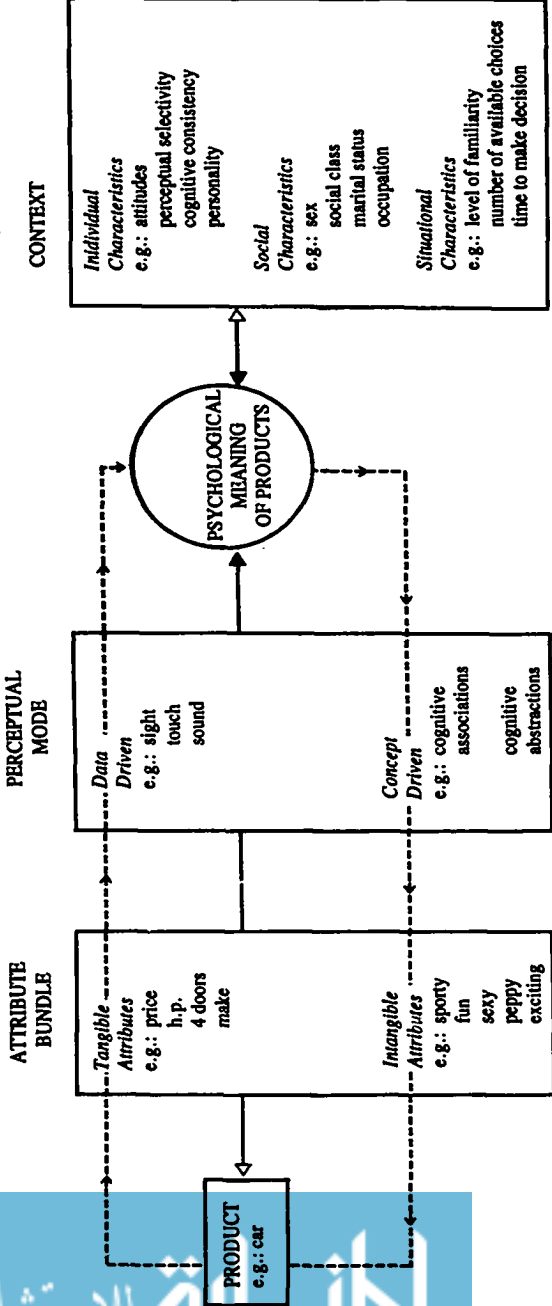 ATTRIBUTE
BUNDLE
PERCEPTUAL
MODE
CONTEXT
PRODUCT
e.g.: car
Tangible
Attributes
e.g.: price
h.p.
4 doors
make
Intangible
Attributes
e.g.: sporty
fun
sexy
peppy
exciting
Data
Driven
e.g.: sight
touch
sound
Concept
Driven
e.g.: cognitive
associations
cognitive
abstractions
PSYCHOLOGICAL
MEANING
OF PRODUCTS
Inidividual
Characteristics
e.g.: attitudes
perceptual selectivity
cognitive consistency
personality
Social
Characteristics
e.g.: sex
social class
marital status
occupation
Situational
Characteristics
e.g.: level of familiarity
number of available choices
time to make decision